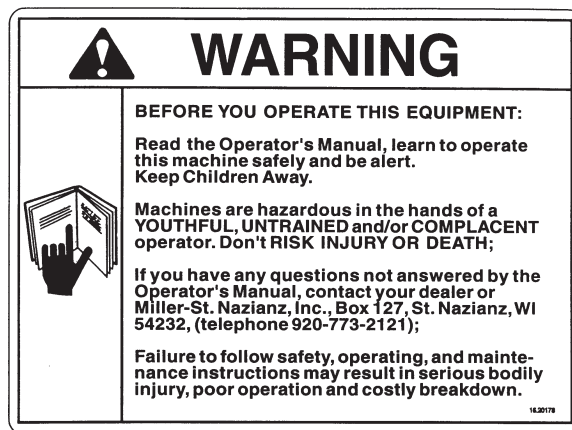 WARNING
BEFORE YOU OPERATE THIS EQUIPMENT:
Read the Operator's Manual, learn to operate
this machine safely and be alert.
Keep Children Away.
Machines are hazardous in the hands of a
YOUTHFUL, UNTRAINED and/or COMPLACENT
operator. Don't RISK INJURY OR DEATH;
If you have any questions not answered by the
Operator's Manual, contact your dealer or
Miller-St. Nazianz, Inc., Box 127, St. Nazianz, WI
54232, (telephone 920-773-2121);
Failure to follow safety, operating, and mainte-
nance instructions may result in serious bodily
injury, poor operation and costly breakdown.